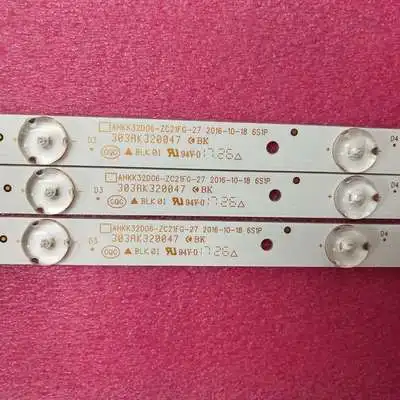 AHKK32D06-ZC21FG-27 2016-10-18 6S1P
D3 303AK320047 BK D4
CQC BLK 01 94V-0 17 26
AHKK32D06-ZC21FG-27 2016-10-18 6S1P
D3 303AK320047 BK D4
CQC BLK 01 94V-0 17 26
AHKK32D06-ZC21FG-27 2016-10-18 6S1P
D3 303AK320047 BK D4
CQC BLK 01 94V-0 17 26